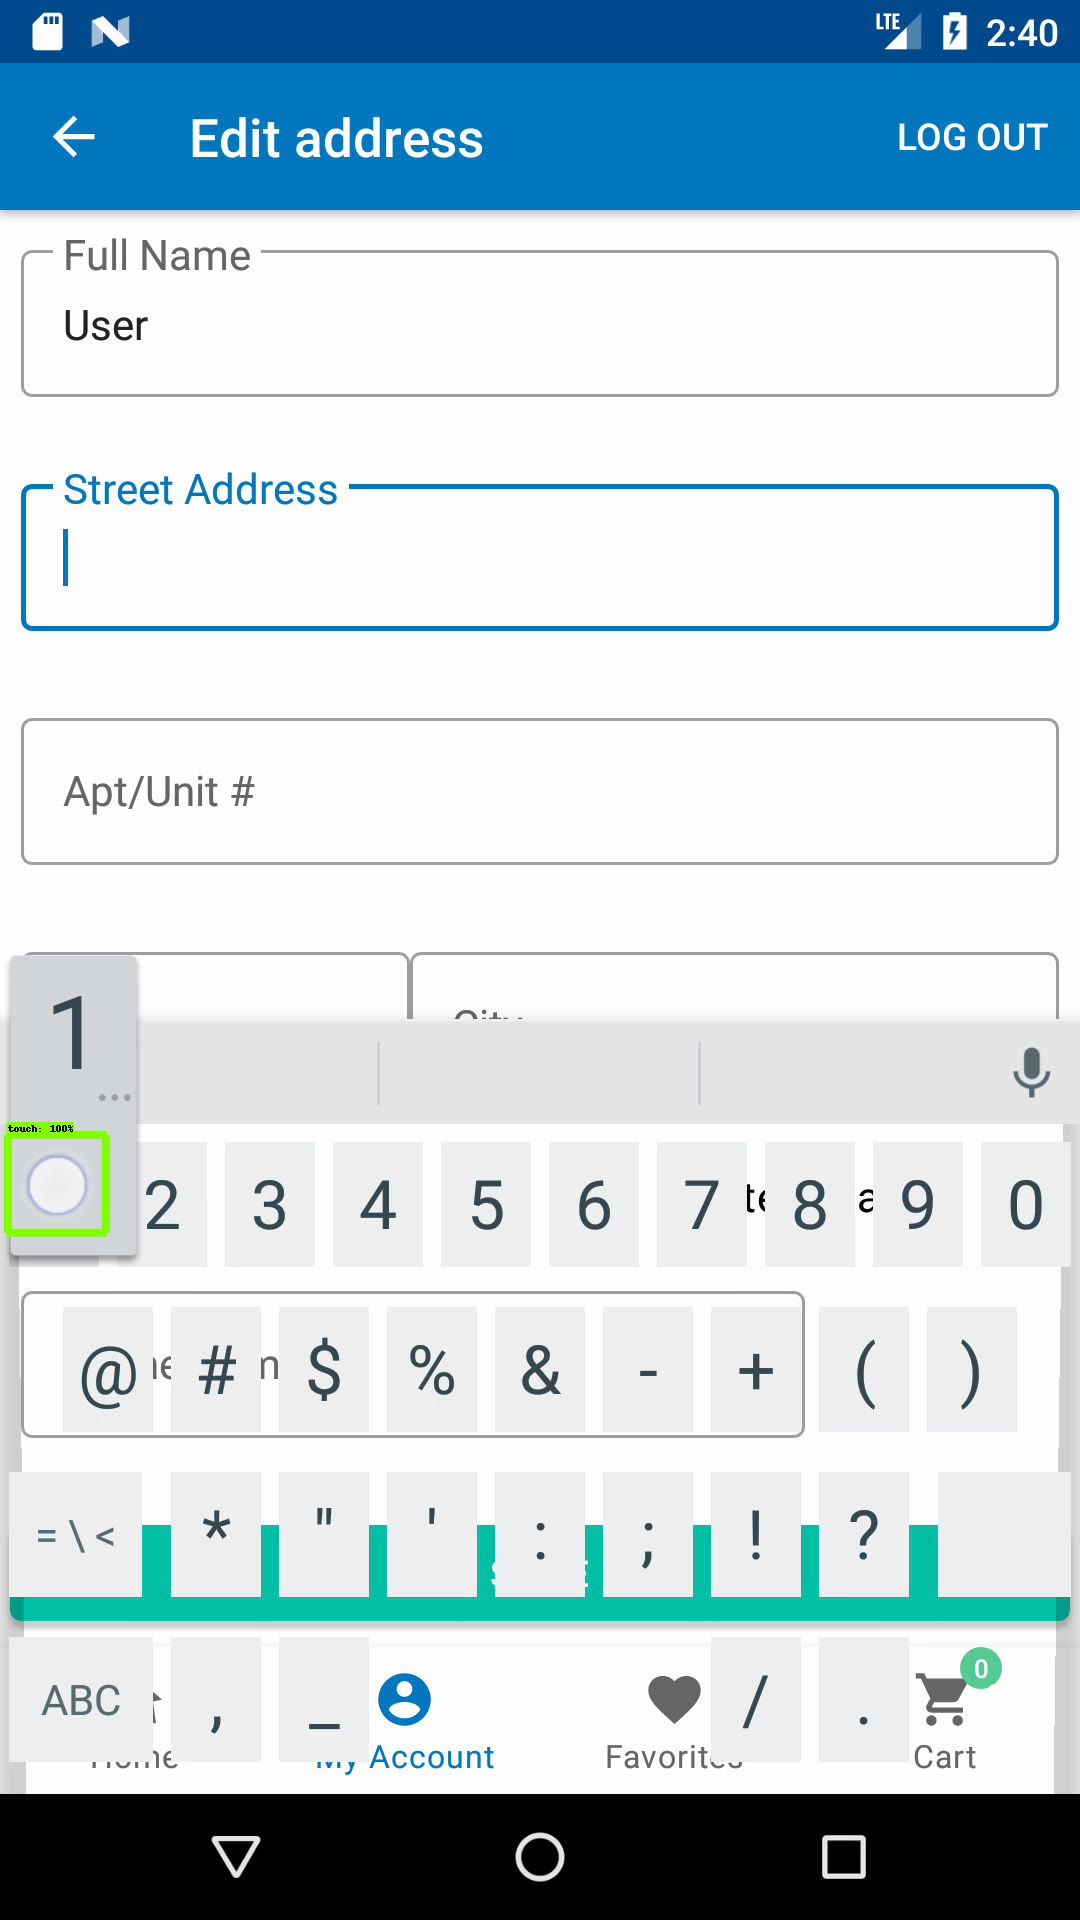 LTE 2:40
Edit address LOG OUT
Full Name
User
Street Address
Apt/Unit #
City
1
...
touch: 100%
2 3 4 5 6 7 8 9 0
@ # $ % & - + ( )
= \ < * " ' : ; ! ?
ABC , _ / .
0
Home My Account Favorites Cart